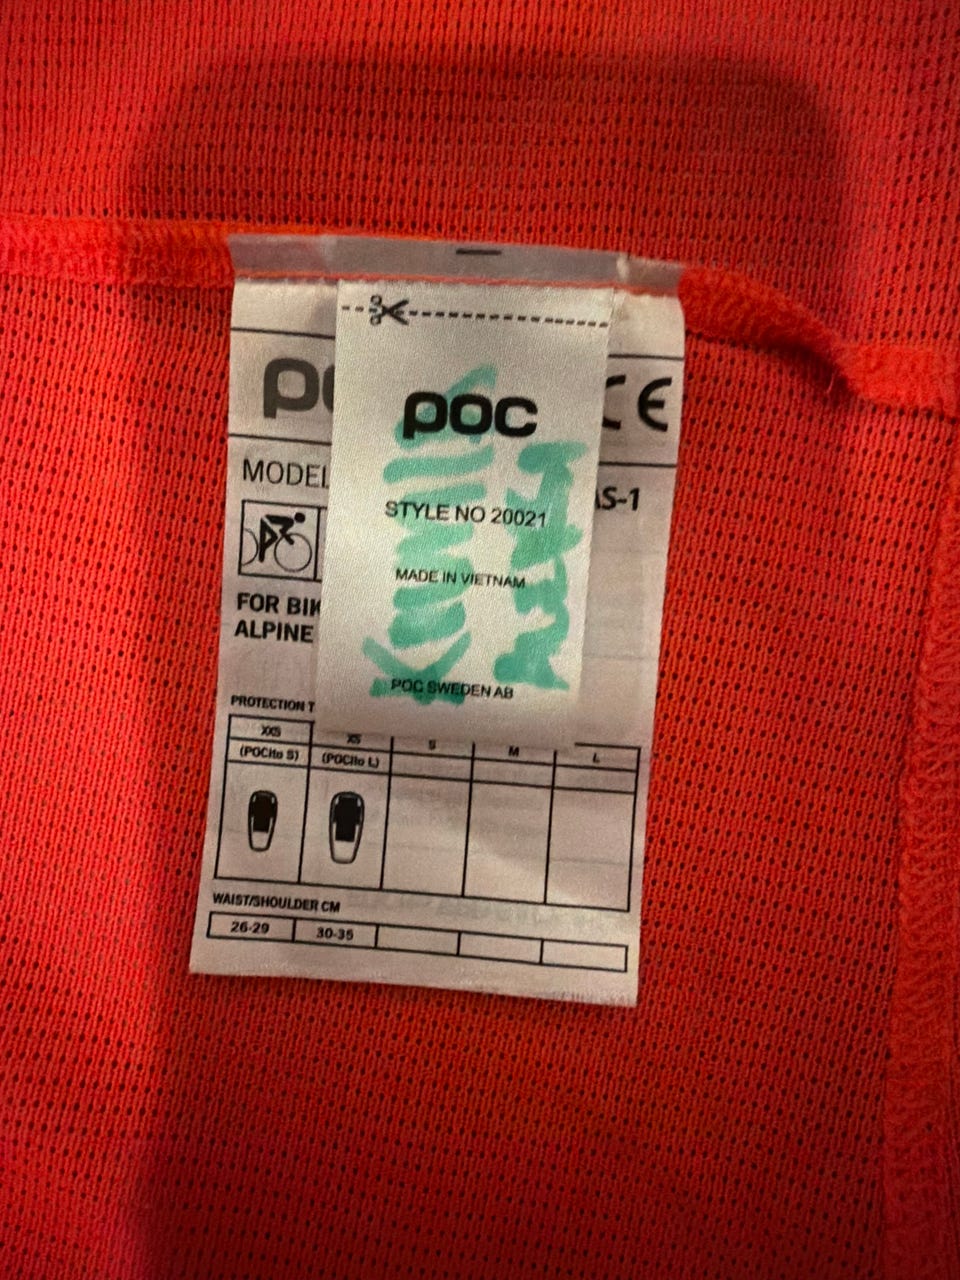 POC
CE
MODEL
AS-1
FOR BIK
ALPINE
poc
STYLE NO 20021
MADE IN VIETNAM
POC SWEDEN AB
PROTECTION T
XXS XS S M L
(POCito S) (POCito L)
WAIST/SHOULDER CM
26-29 30-35